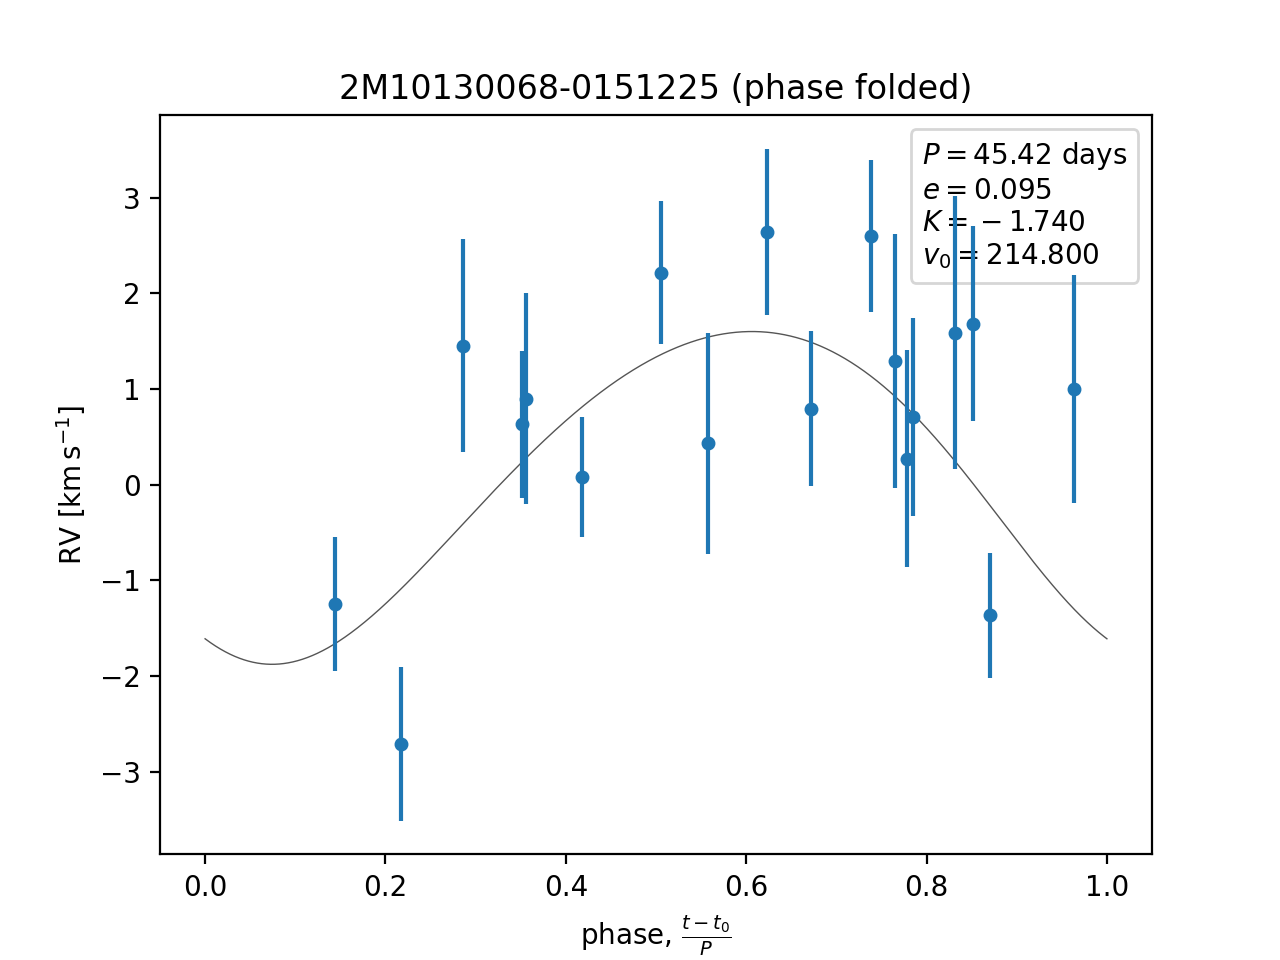 2M10130068-0151225 (phase folded)
P = 45.42 days
e = 0.095
K = −1.740
v₀ = 214.800
3
2
1
0
−1
−2
−3
RV [km s⁻¹]
0.0 0.2 0.4 0.6 0.8 1.0
phase, (t − t₀)/P